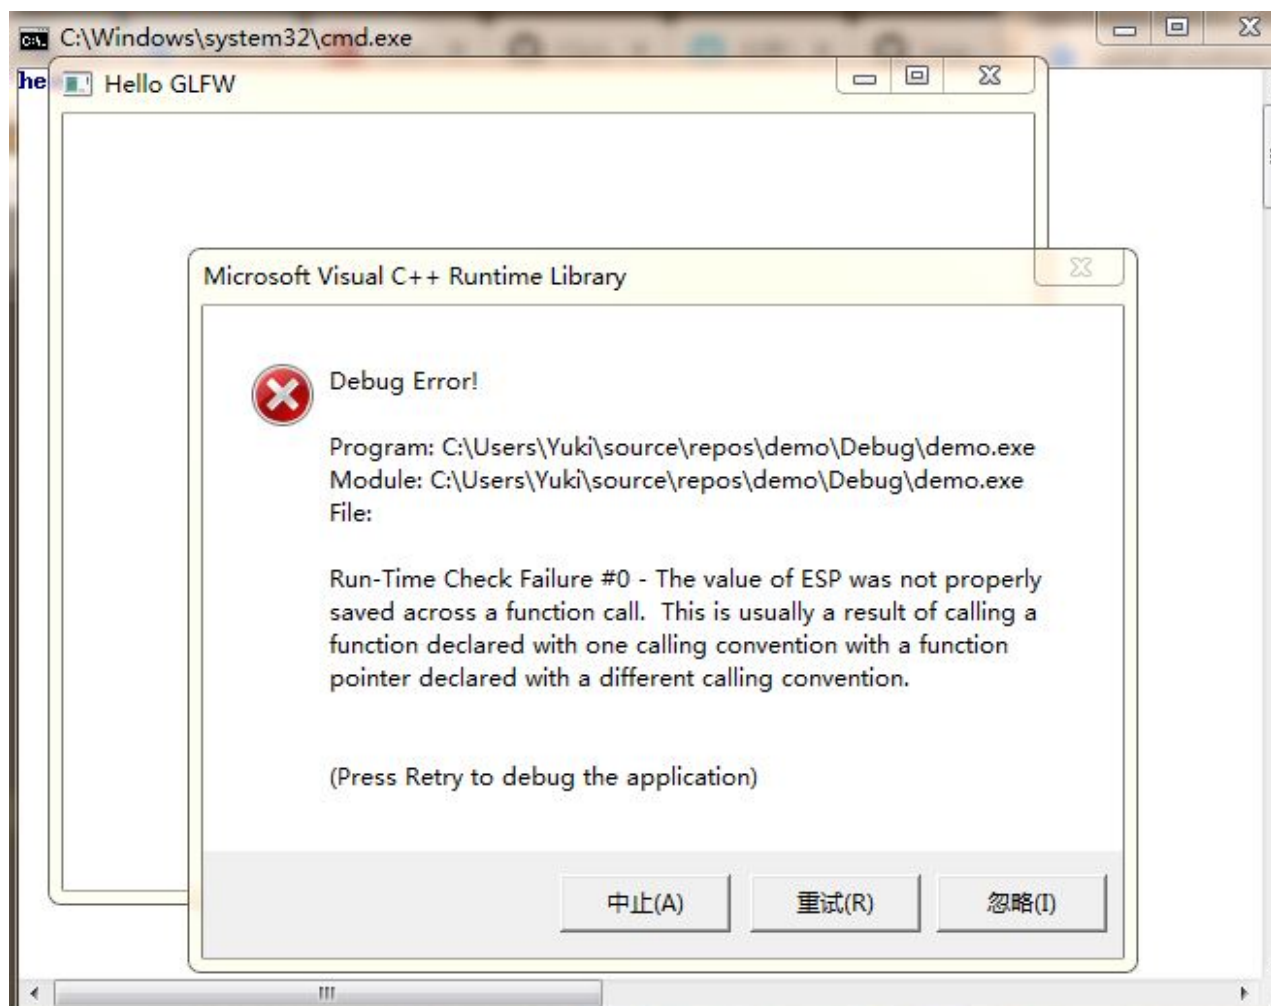 C:\Windows\system32\cmd.exe
he
Hello GLFW
Microsoft Visual C++ Runtime Library
Debug Error!
Program: C:\Users\Yuki\source\repos\demo\Debug\demo.exe
Module: C:\Users\Yuki\source\repos\demo\Debug\demo.exe
File:
Run-Time Check Failure #0 - The value of ESP was not properly
saved across a function call.  This is usually a result of calling a
function declared with one calling convention with a function
pointer declared with a different calling convention.
(Press Retry to debug the application)
中止(A) 重试(R) 忽略(I)